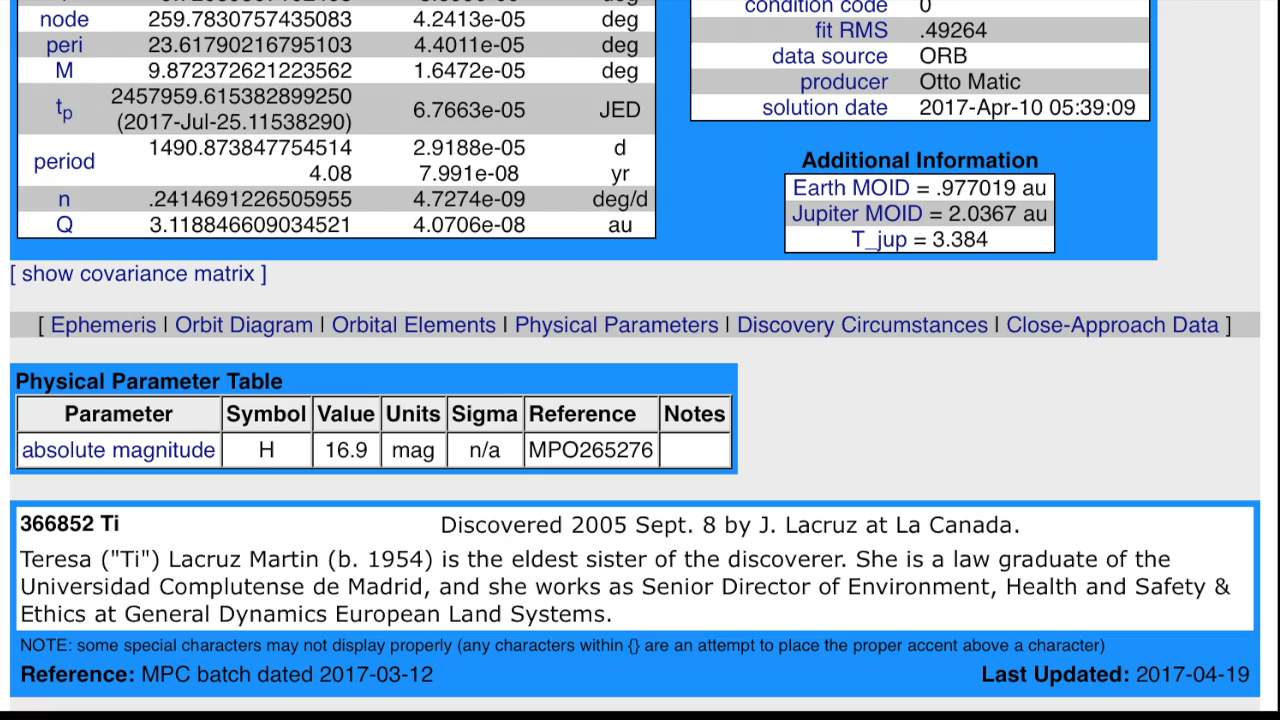 node 259.7830757435083 4.2413e-05 deg
peri 23.61790216795103 4.4011e-05 deg
M 9.872372621223562 1.6472e-05 deg
tp 2457959.615382899250 6.7663e-05 JED
(2017-Jul-25.11538290)
period 1490.873847754514 2.9188e-05 d
4.08 7.991e-08 yr
n .2414691226505955 4.7274e-09 deg/d
Q 3.118846609034521 4.0706e-08 au
condition code 0
fit RMS .49264
data source ORB
producer Otto Matic
solution date 2017-Apr-10 05:39:09
Additional Information
Earth MOID = .977019 au
Jupiter MOID = 2.0367 au
T_jup = 3.384
[ show covariance matrix ]
[ Ephemeris | Orbit Diagram | Orbital Elements | Physical Parameters | Discovery Circumstances | Close-Approach Data ]
Physical Parameter Table
Parameter Symbol Value Units Sigma Reference Notes
absolute magnitude H 16.9 mag n/a MPO265276
366852 Ti Discovered 2005 Sept. 8 by J. Lacruz at La Canada.
Teresa ("Ti") Lacruz Martin (b. 1954) is the eldest sister of the discoverer. She is a law graduate of the
Universidad Complutense de Madrid, and she works as Senior Director of Environment, Health and Safety &
Ethics at General Dynamics European Land Systems.
NOTE: some special characters may not display properly (any characters within {} are an attempt to place the proper accent above a character)
Reference: MPC batch dated 2017-03-12 Last Updated: 2017-04-19